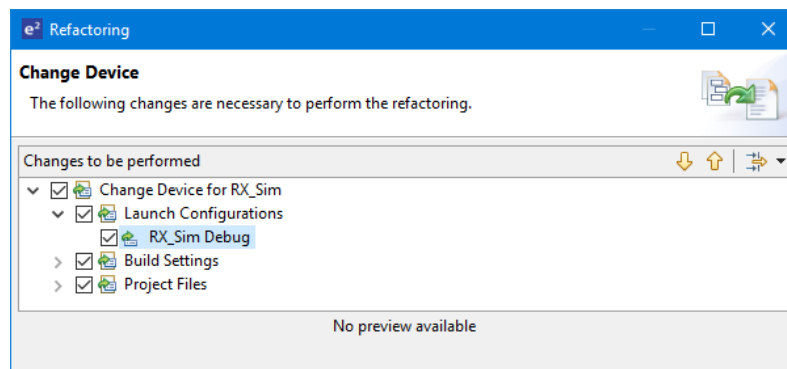 e² Refactoring
Change Device
The following changes are necessary to perform the refactoring.
Changes to be performed
Change Device for RX_Sim
Launch Configurations
RX_Sim Debug
Build Settings
Project Files
No preview available